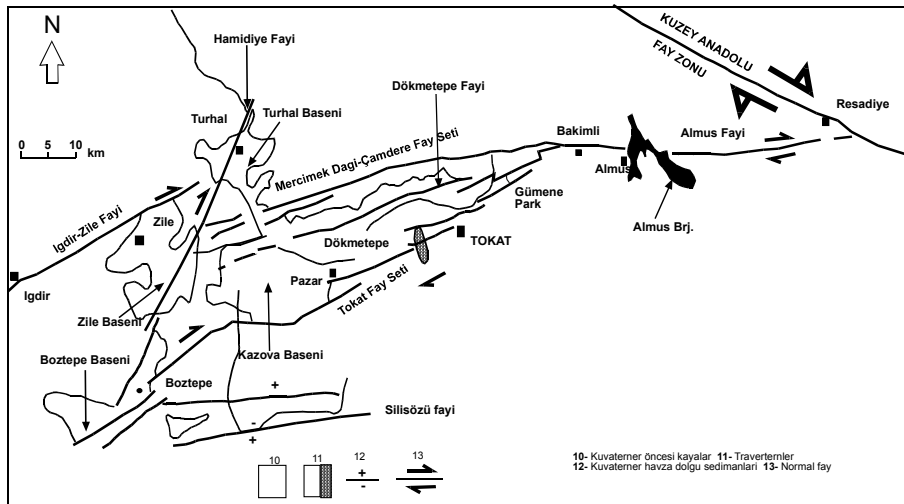 N
Hamidiye Fayi
KUZEY ANADOLU
FAY ZONU
Dökmetepe Fayi
Resadiye
Turhal
Turhal Baseni
0 5 10
km
Bakimli
Almus Fayi
Mercimek Dagi-Çamdere Fay Seti
Almus
Gümene
Park
Igdir-Zile Fayi
Zile
Almus Brj.
Dökmetepe
TOKAT
Pazar
Igdir
Tokat Fay Seti
Zile Baseni
Kazova Baseni
Boztepe Baseni
Boztepe
+
Silisözü fayi
-
+
10
11
12
+
-
13
10- Kuvaterner öncesi kayalar 11- Traverternler
12- Kuvaterner havza dolgu sedimanlari 13- Normal fay